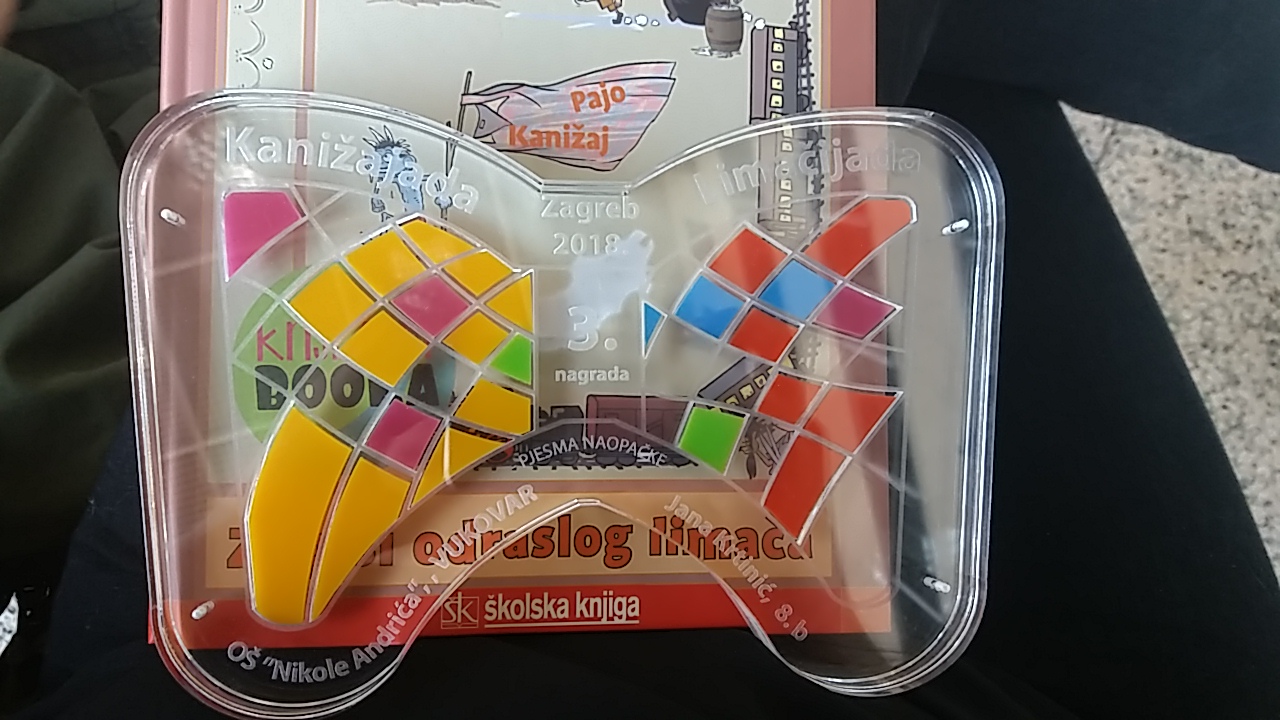 Pajo
Kanižaj
Kanižajada
Limačijada
Zagreb
2018.
3.
nagrada
PJESMA NAOPAČKE
odraslog limača
OŠ "Nikole Andrića", VUKOVAR
Jana
8.b
školska knjiga